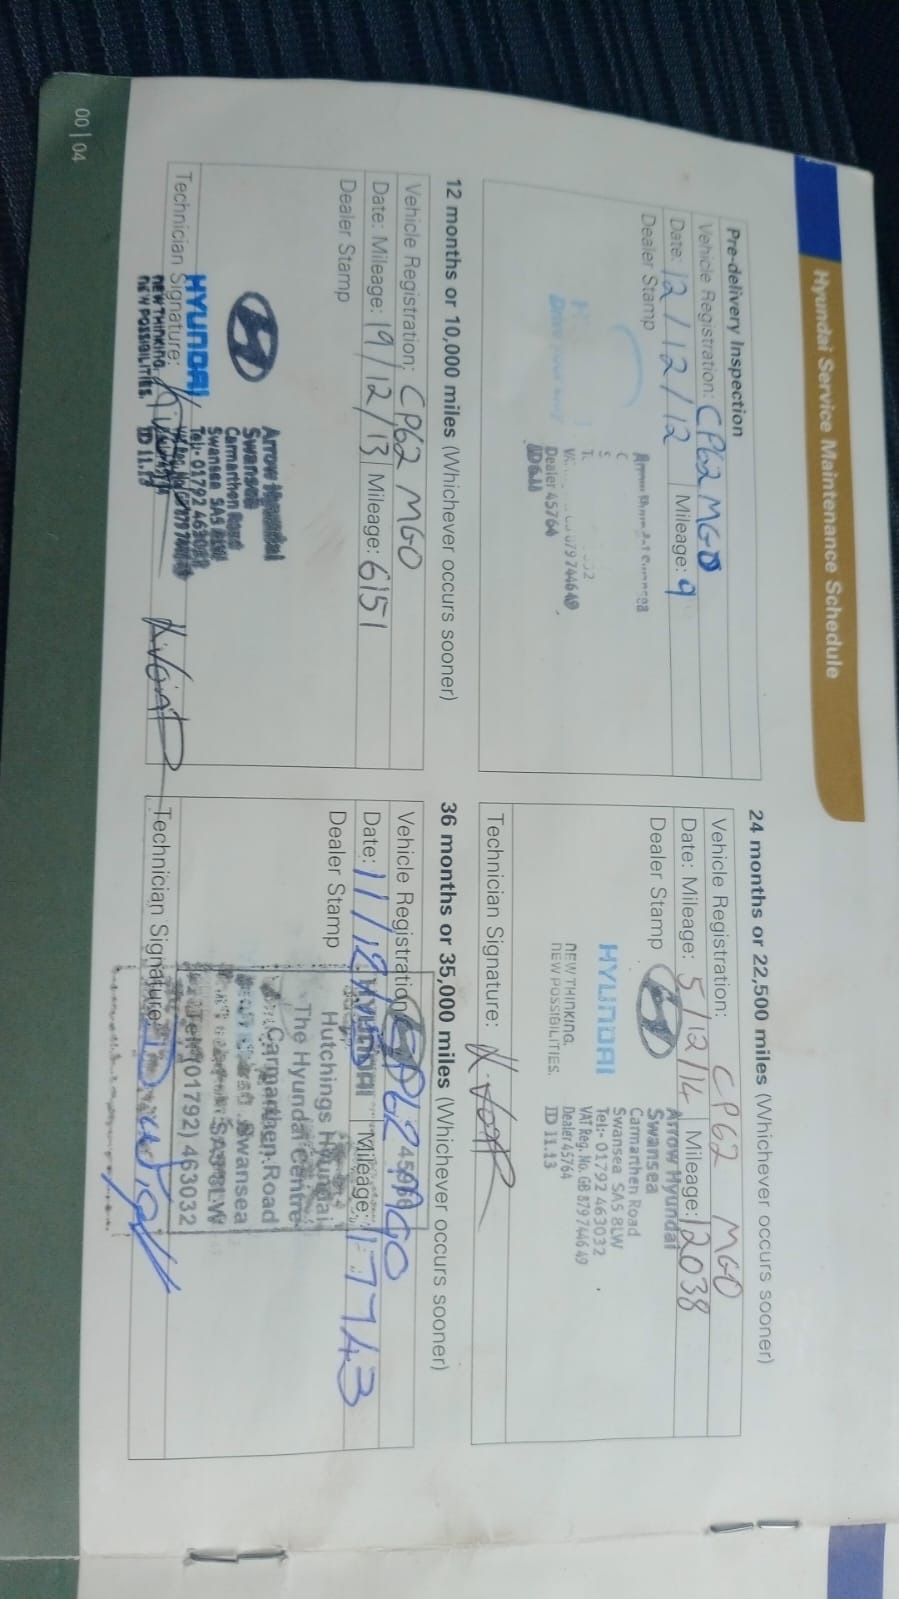 Hyundai Service Maintenance Schedule
Pre-delivery Inspection
Vehicle Registration: CP62 MGO
Date: 12/12/12 Mileage: 9
Dealer Stamp
Dealer 45764
12 months or 10,000 miles (Whichever occurs sooner)
Vehicle Registration: CP62 MGO
Date: Mileage: 19/12/13 Mileage: 6151
Dealer Stamp
Arrow Hyundai
Swansea
Carmarthen Road
Swansea SA5 8LW
Tel:- 01792 463032
HYUNDAI
NEW THINKING.
NEW POSSIBILITIES.
ID 11.13
Technician Signature:
24 months or 22,500 miles (Whichever occurs sooner)
Vehicle Registration: CP62 MGO
Date: Mileage: 5/12/14 Mileage: 12038
Dealer Stamp
HYUNDAI
NEW THINKING.
NEW POSSIBILITIES.
Arrow Hyundai
Swansea
Carmarthen Road
Swansea SA5 8LW
Tel:- 01792 463032
VAT Reg. No. GB 879 7446 49
Dealer 45764
ID 11.13
Technician Signature:
36 months or 35,000 miles (Whichever occurs sooner)
Vehicle Registration: CP62 MGO
Date: Mileage: 17743
Dealer Stamp
HYUNDAI
Hutchings Hyundai
The Hyundai Centre
Carmarthen Road
Swansea
SA5 8LW
Tel: (01792) 463032
Technician Signature:
00 | 04